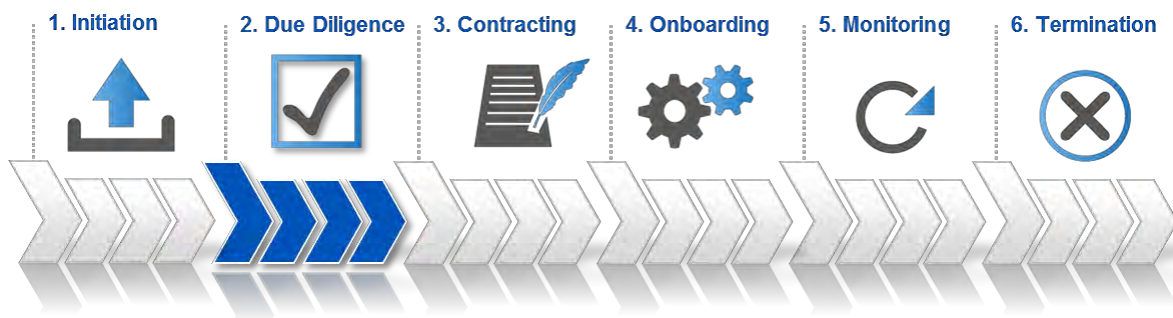 1. Initiation
2. Due Diligence
3. Contracting
4. Onboarding
5. Monitoring
6. Termination